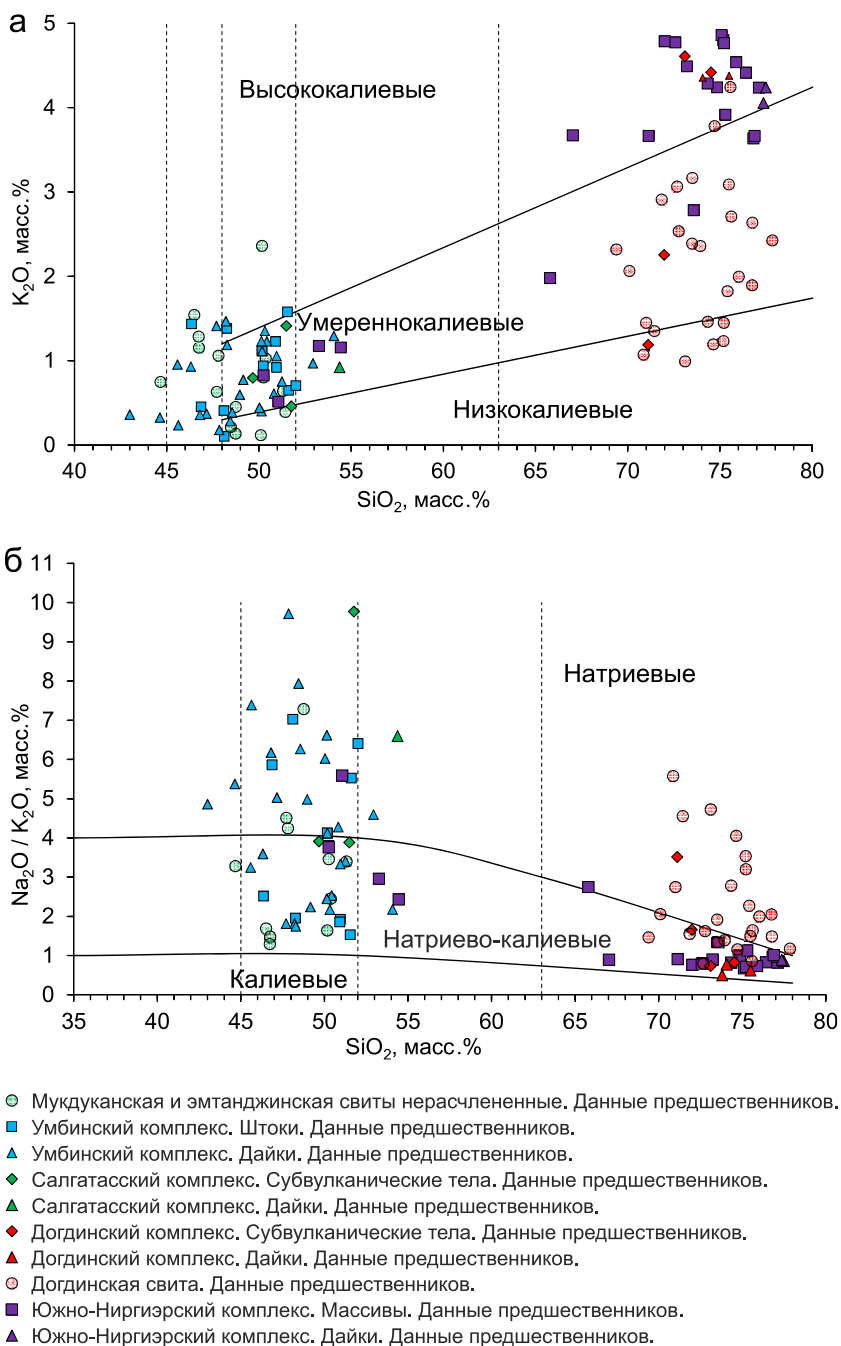 а
5
4
3
2
1
0
K₂O, масс.%
Высококалиевые
Умереннокалиевые
Низкокалиевые
40 45 50 55 60 65 70 75 80
SiO₂, масс.%
б
11
10
9
8
7
6
5
4
3
2
1
0
Na₂O / K₂O, масс.%
Натриевые
Натриево-калиевые
Калиевые
35 40 45 50 55 60 65 70 75 80
SiO₂, масс.%
Мукдуканская и эмтанджинская свиты нерасчлененные. Данные предшественников.
Умбинский комплекс. Штоки. Данные предшественников.
Умбинский комплекс. Дайки. Данные предшественников.
Салгатасский комплекс. Субвулканические тела. Данные предшественников.
Салгатасский комплекс. Дайки. Данные предшественников.
Догдинский комплекс. Субвулканические тела. Данные предшественников.
Догдинский комплекс. Дайки. Данные предшественников.
Догдинская свита. Данные предшественников.
Южно-Ниргиэрский комплекс. Массивы. Данные предшественников.
Южно-Ниргиэрский комплекс. Дайки. Данные предшественников.